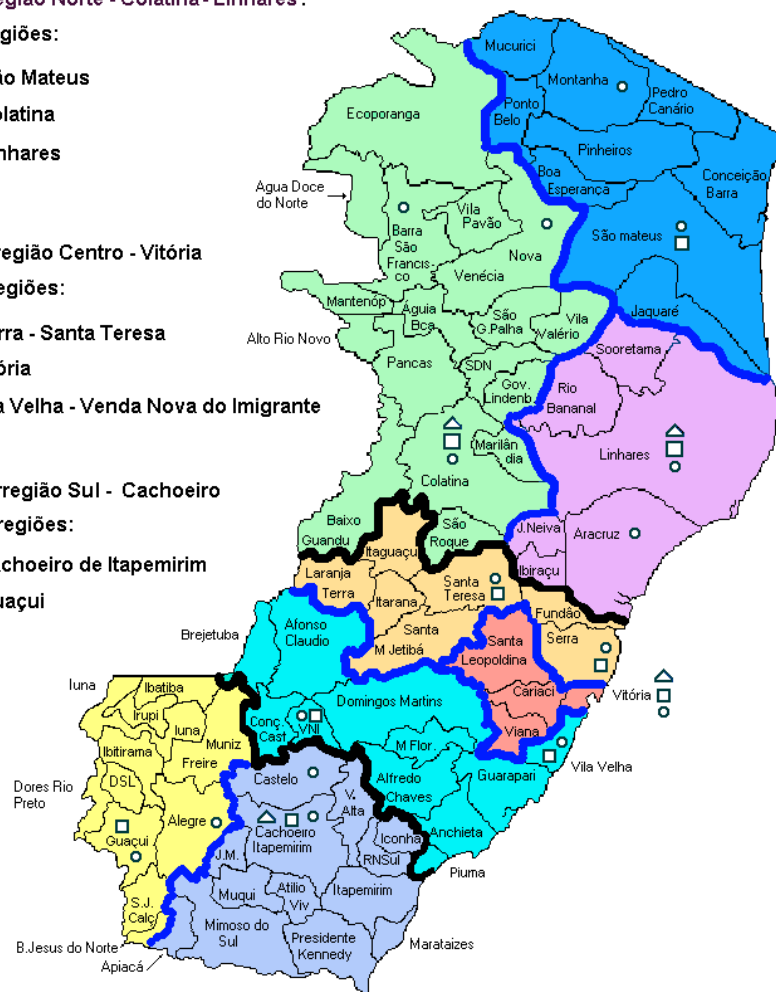 egião Norte - Colatina - Linhares.
giões:
ão Mateus
olatina
nhares
região Centro - Vitória
egiões:
rra - Santa Teresa
ória
a Velha - Venda Nova do Imigrante
rregião Sul - Cachoeiro
regiões:
achoeiro de Itapemirim
uaçui
Mucurici
Montanha
Pedro
Canário
Ponto
Belo
Ecoporanga
Pinheiros
Boa
Esperança
Conceição
Barra
Agua Doce
do Norte
Vila
Pavão
Barra
São
Francis-
co
Nova
Venécia
São mateus
Mantenóp
Águia
Bca
São
G.Palha
Vila
Valério
Jaquaré
Alto Rio Novo
Pancas
SDN
Gov.
Lindenb.
Sooretama
Rio
Bananal
Marilân
dia
Colatina
Linhares
Baixo
Guandu
São
Roque
J.Neiva
Aracruz
Ibiraçu
Itaguaçu
Laranja
Terra
Itarana
Santa
Teresa
Fundão
Serra
Santa
M Jetibá
Santa
Leopoldina
Brejetuba
Afonso
Claudio
Cariaci
Vitória
Viana
Iuna
Ibatiba
Irupi
Iuna
Muniz
Freire
Ibitirama
Domingos Martins
Conç.
Cast
VNI
M Flor.
Guarapari
Vila Velha
Dores Rio
Preto
DSL
Castelo
Alfredo
Chaves
V.
Alta
Alegre
Guaçui
Cachoeiro
Itapemirim
Iconha
Anchieta
J.M.
RNSul
Piuma
Muqui
Atilio
Viv
Itapemirim
S.J.
Calç
Mimoso do
Sul
Presidente
Kennedy
Marataizes
B.Jesus do Norte
Apiacá